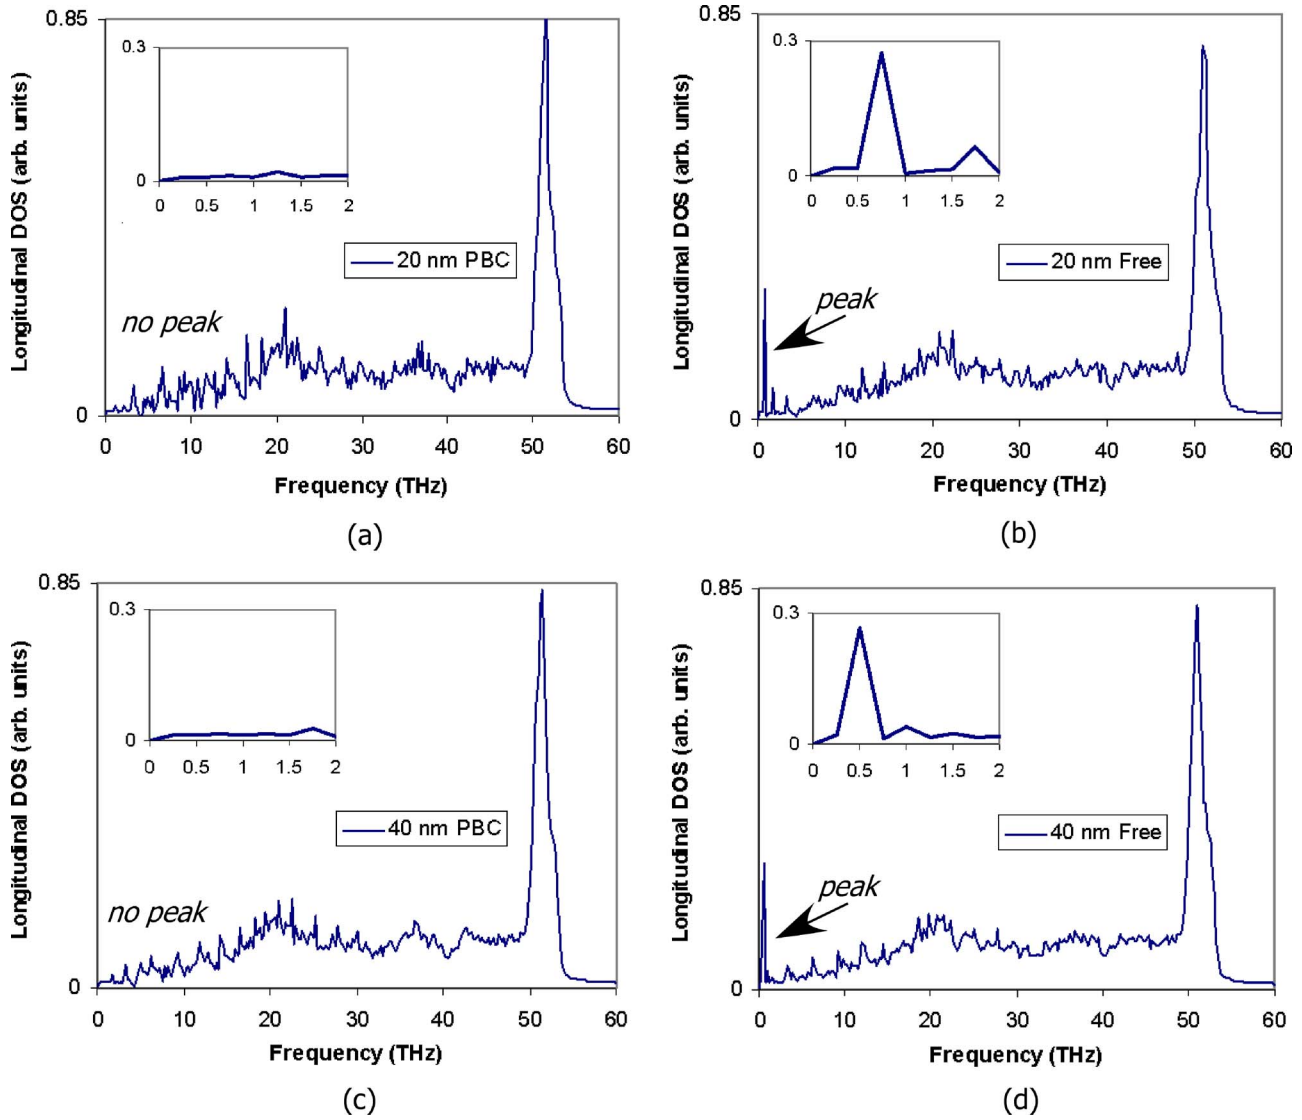 0.85
0.3
0
0 0.5 1 1.5 2
20 nm PBC
no peak
Longitudinal DOS (arb. units)
0
0 10 20 30 40 50 60
Frequency (THz)
(a)
0.85
0.3
0
0 0.5 1 1.5 2
20 nm Free
peak
Longitudinal DOS (arb. units)
0
0 10 20 30 40 50 60
Frequency (THz)
(b)
0.85
0.3
0
0 0.5 1 1.5 2
40 nm PBC
no peak
Longitudinal DOS (arb. units)
0
0 10 20 30 40 50 60
Frequency (THz)
(c)
0.85
0.3
0
0 0.5 1 1.5 2
40 nm Free
peak
Longitudinal DOS (arb. units)
0
0 10 20 30 40 50 60
Frequency (THz)
(d)